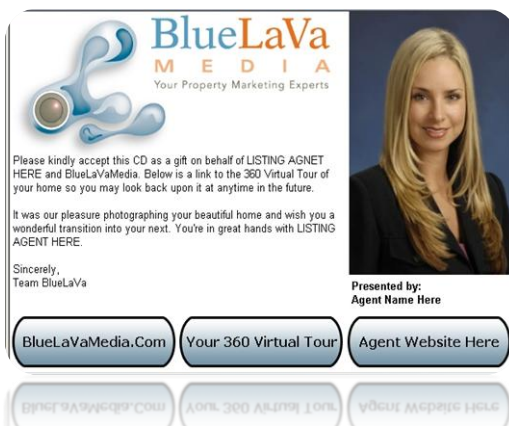 BlueLaVa
MEDIA
Your Property Marketing Experts
Please kindly accept this CD as a gift on behalf of LISTING AGNET
HERE and BlueLaVaMedia. Below is a link to the 360 Virtual Tour of
your home so you may look back upon it at anytime in the future.
It was our pleasure photographing your beautiful home and wish you a
wonderful transition into your next. You're in great hands with LISTING
AGENT HERE.
Sincerely,
Team BlueLaVa
Presented by:
Agent Name Here
BlueLaVaMedia.Com
Your 360 Virtual Tour
Agent Website Here